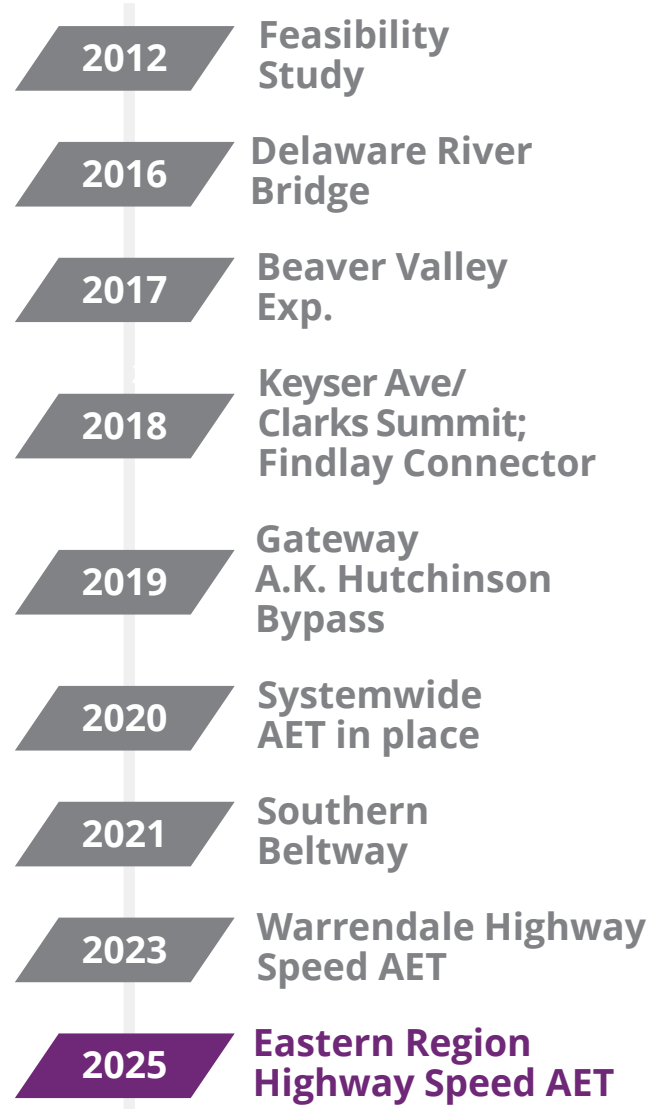 2012
Feasibility
Study
2016
Delaware River
Bridge
2017
Beaver Valley
Exp.
2018
Keyser Ave/
Clarks Summit;
Findlay Connector
2019
Gateway
A.K. Hutchinson
Bypass
2020
Systemwide
AET in place
2021
Southern
Beltway
2023
Warrendale Highway
Speed AET
2025
Eastern Region
Highway Speed AET